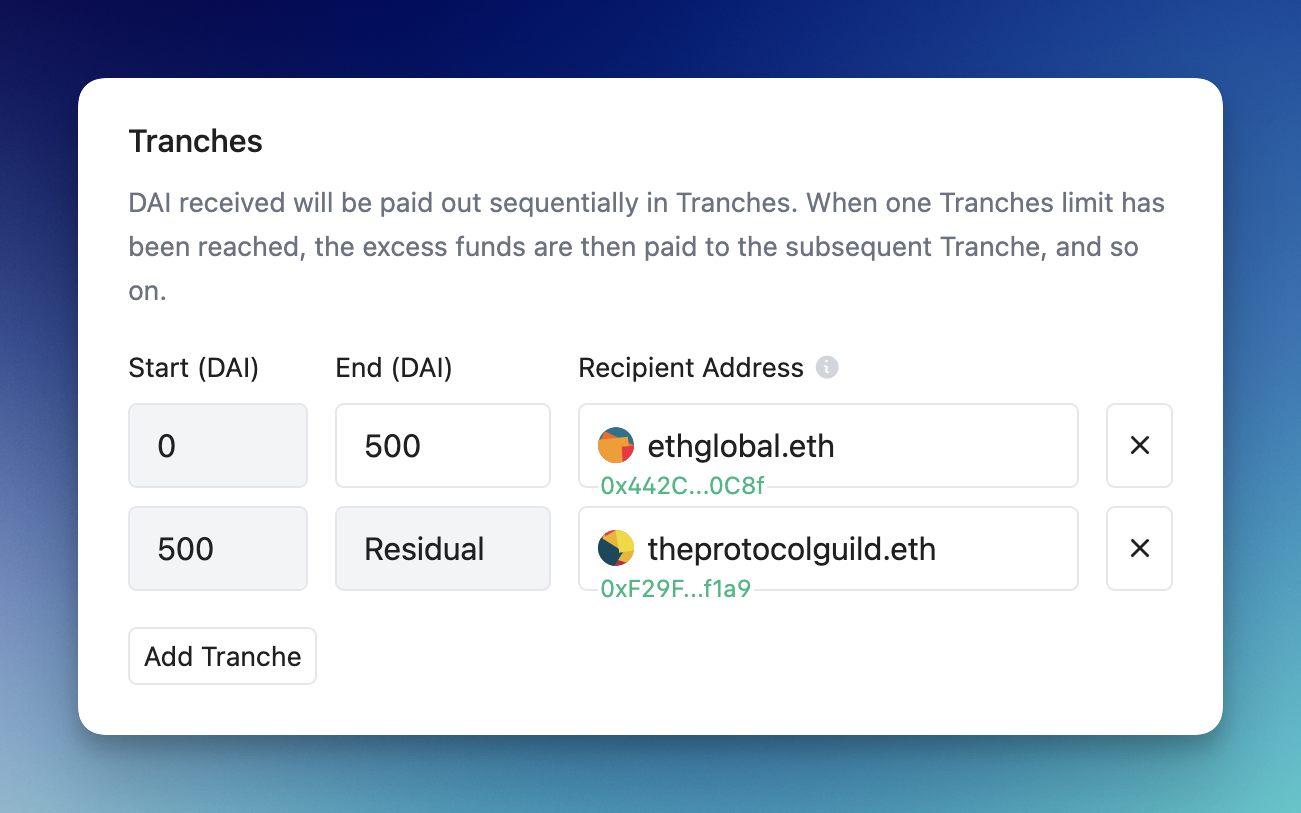 Tranches
DAI received will be paid out sequentially in Tranches. When one Tranches limit has
been reached, the excess funds are then paid to the subsequent Tranche, and so
on.
Start (DAI) End (DAI) Recipient Address
0 500 ethglobal.eth
0x442C...0C8f
500 Residual theprotocolguild.eth
0xF29F...f1a9
Add Tranche